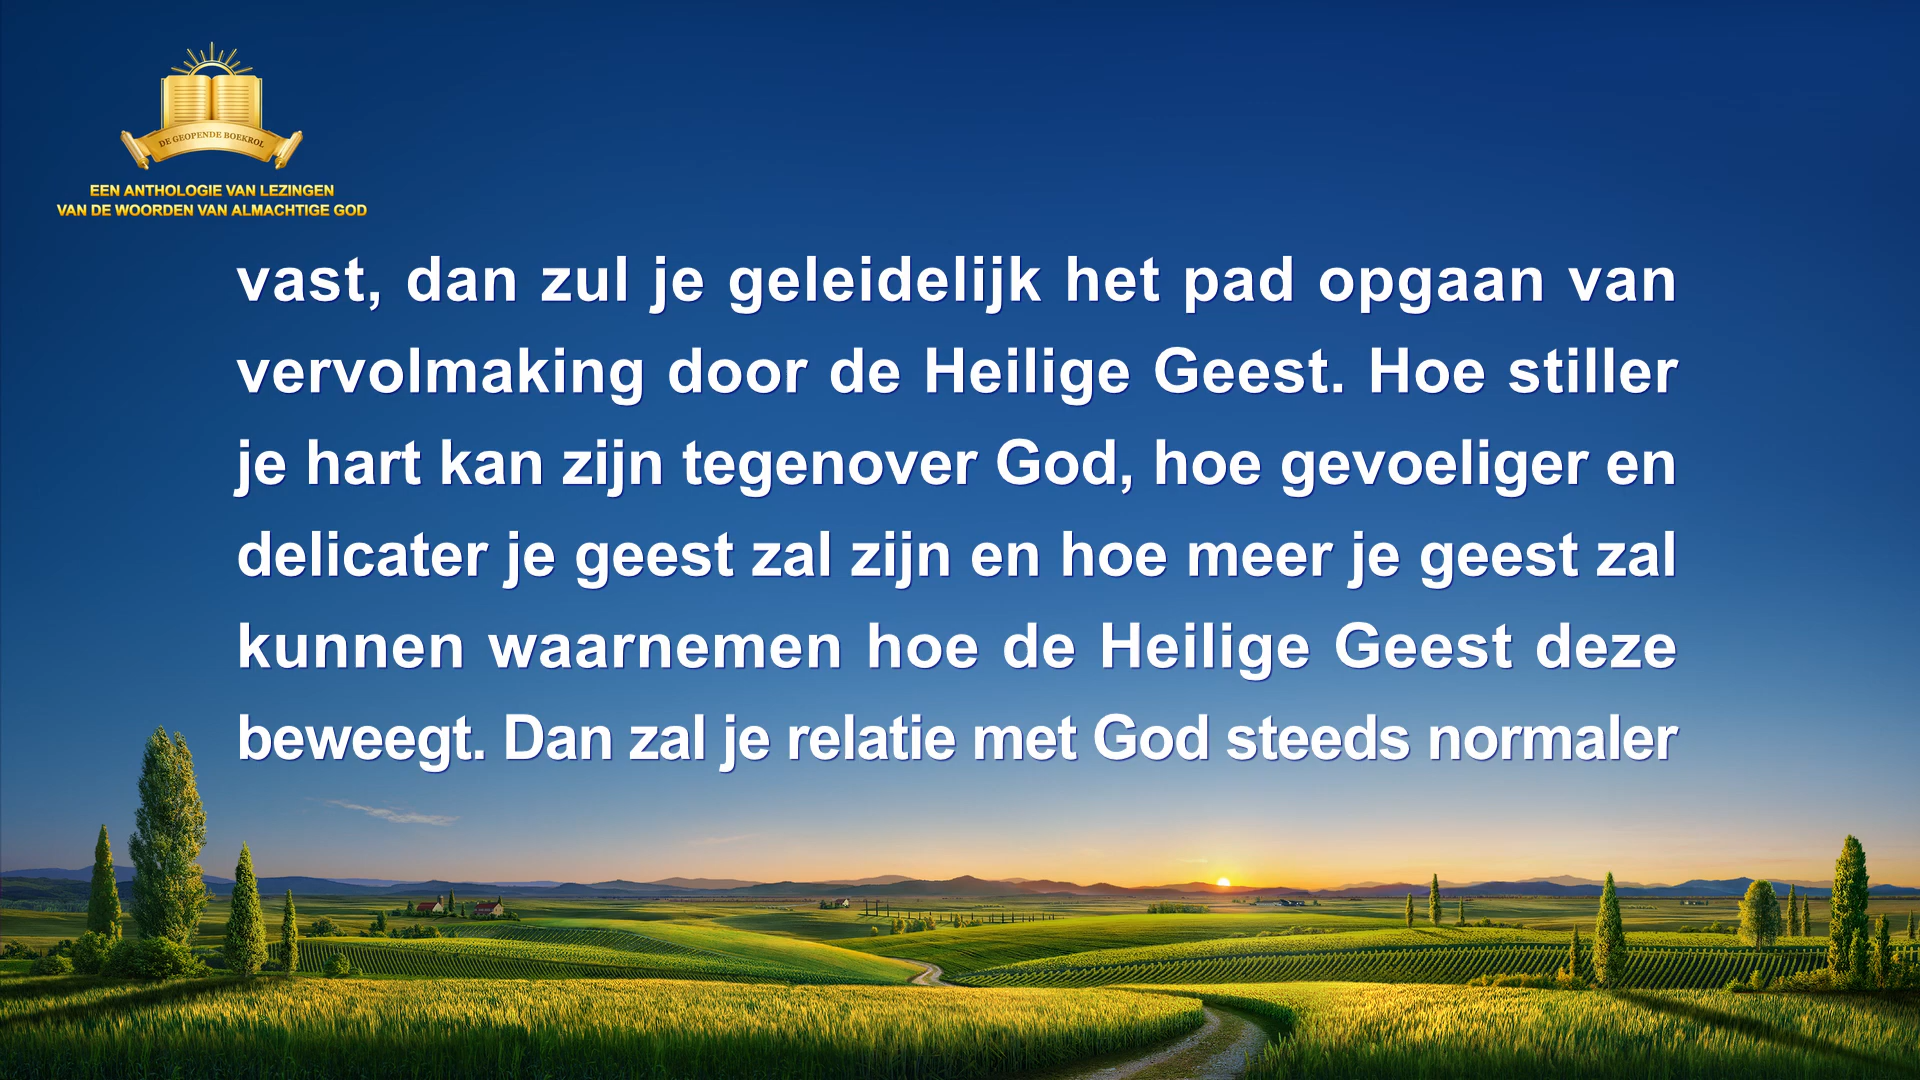 DE GEOPENDE BOEKROL
EEN ANTHOLOGIE VAN LEZINGEN
VAN DE WOORDEN VAN ALMACHTIGE GOD
vast, dan zul je geleidelijk het pad opgaan van
vervolmaking door de Heilige Geest. Hoe stiller
je hart kan zijn tegenover God, hoe gevoeliger en
delicater je geest zal zijn en hoe meer je geest zal
kunnen waarnemen hoe de Heilige Geest deze
beweegt. Dan zal je relatie met God steeds normaler